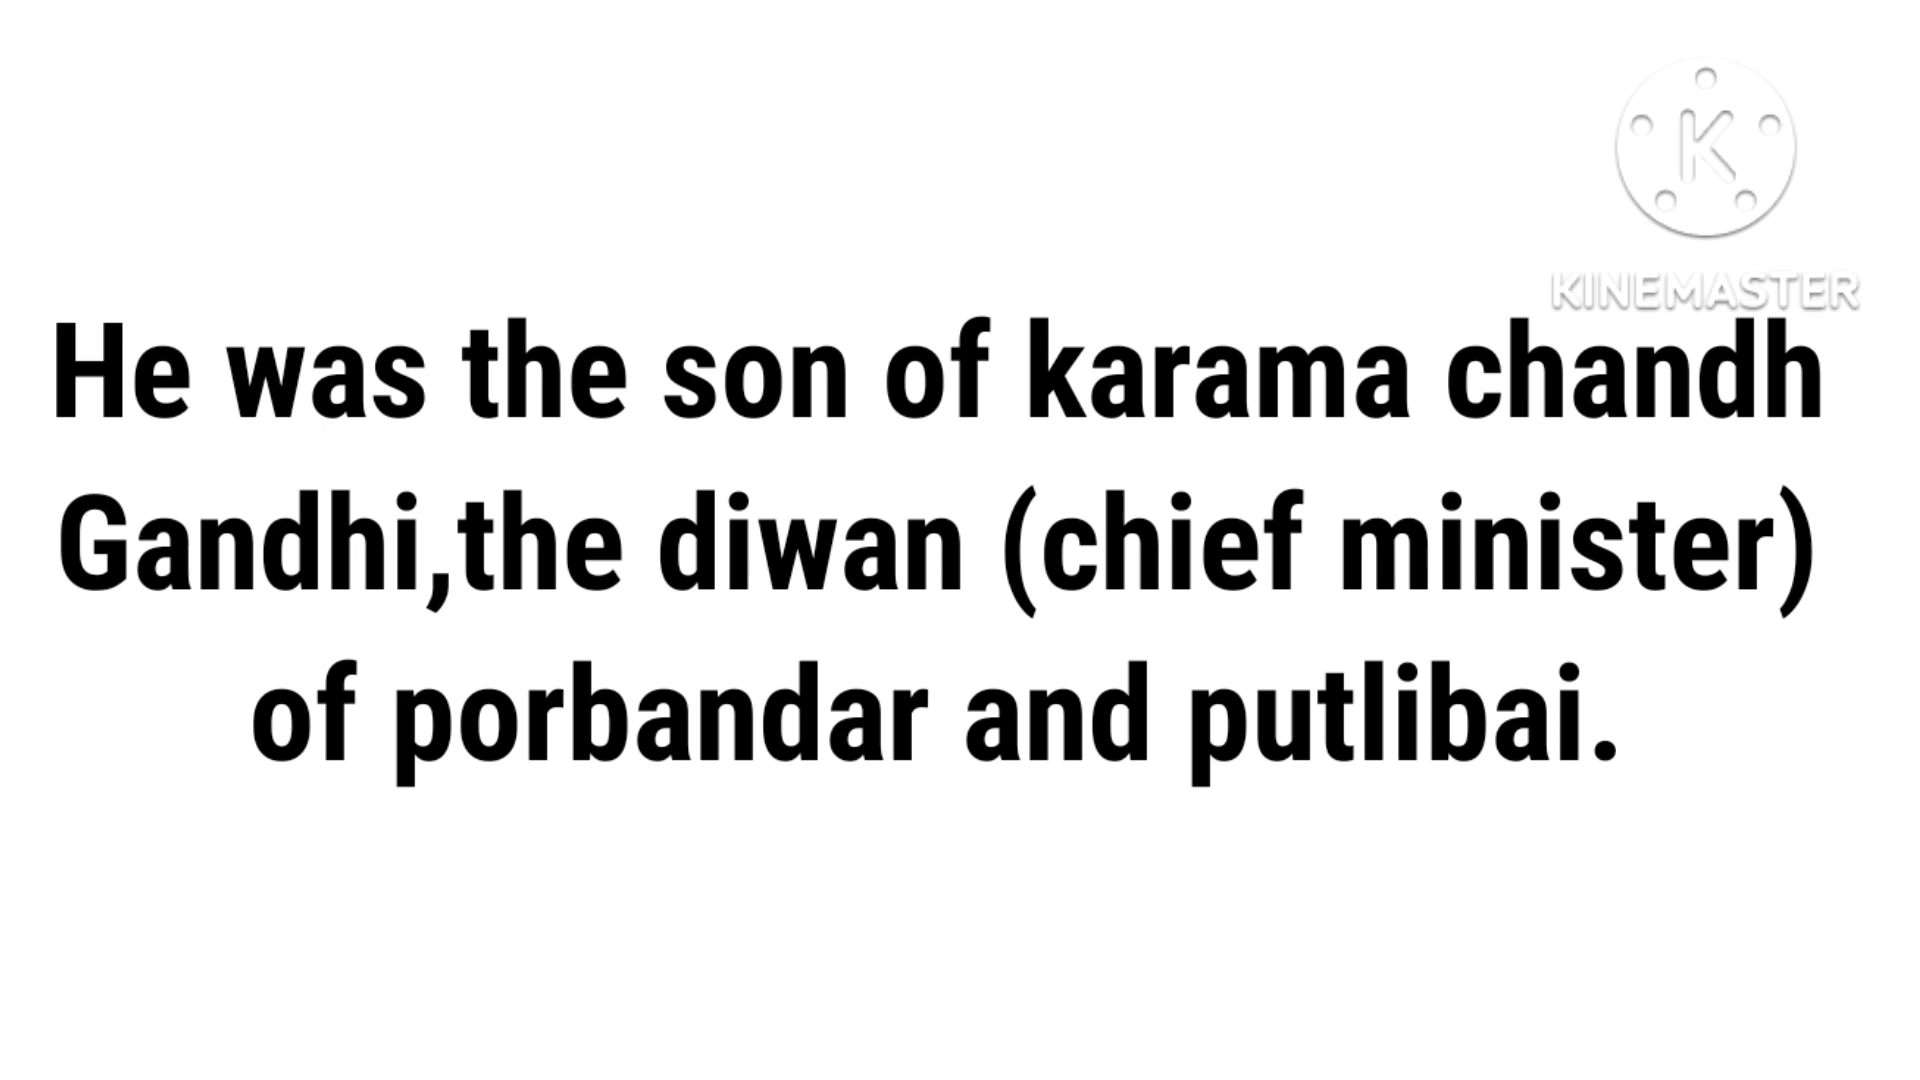 K
KINEMASTER
He was the son of karama chandh
Gandhi,the diwan (chief minister)
of porbandar and putlibai.